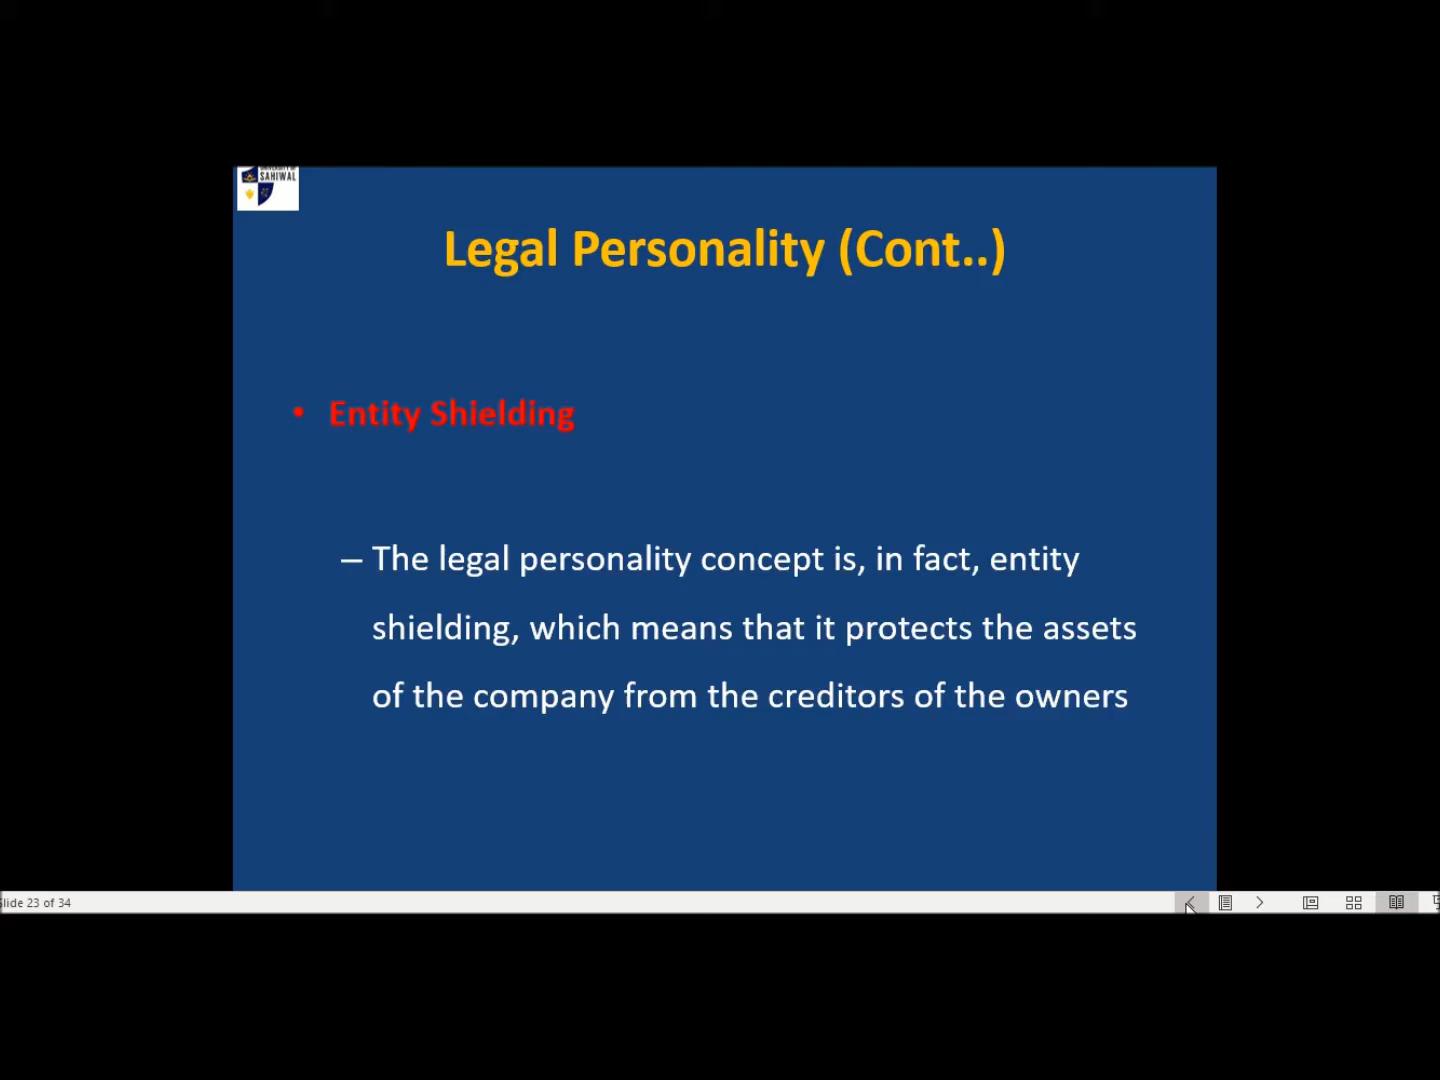 SAHIWAL
Legal Personality (Cont..)
• Entity Shielding
– The legal personality concept is, in fact, entity
shielding, which means that it protects the assets
of the company from the creditors of the owners
lide 23 of 34